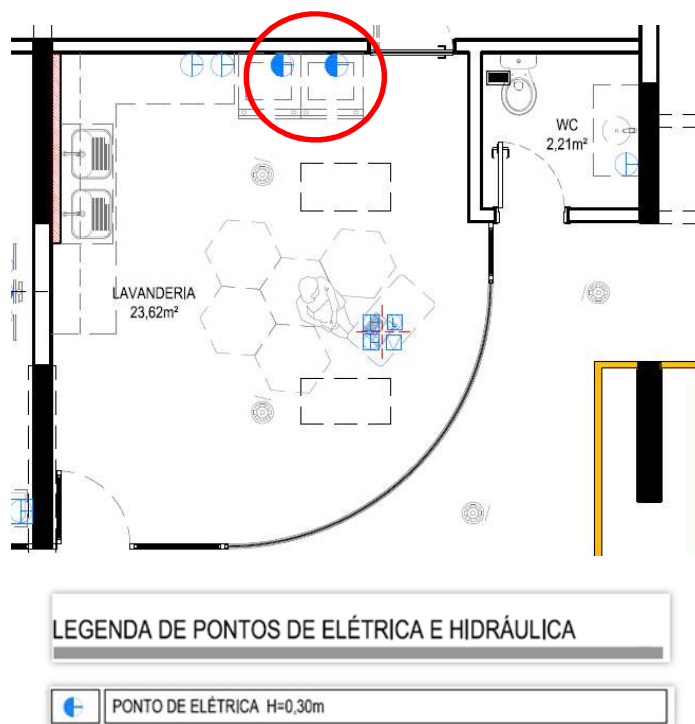 WC
2,21m²
LAVANDERIA
23,62m²
LEGENDA DE PONTOS DE ELÉTRICA E HIDRÁULICA
PONTO DE ELÉTRICA H=0,30m